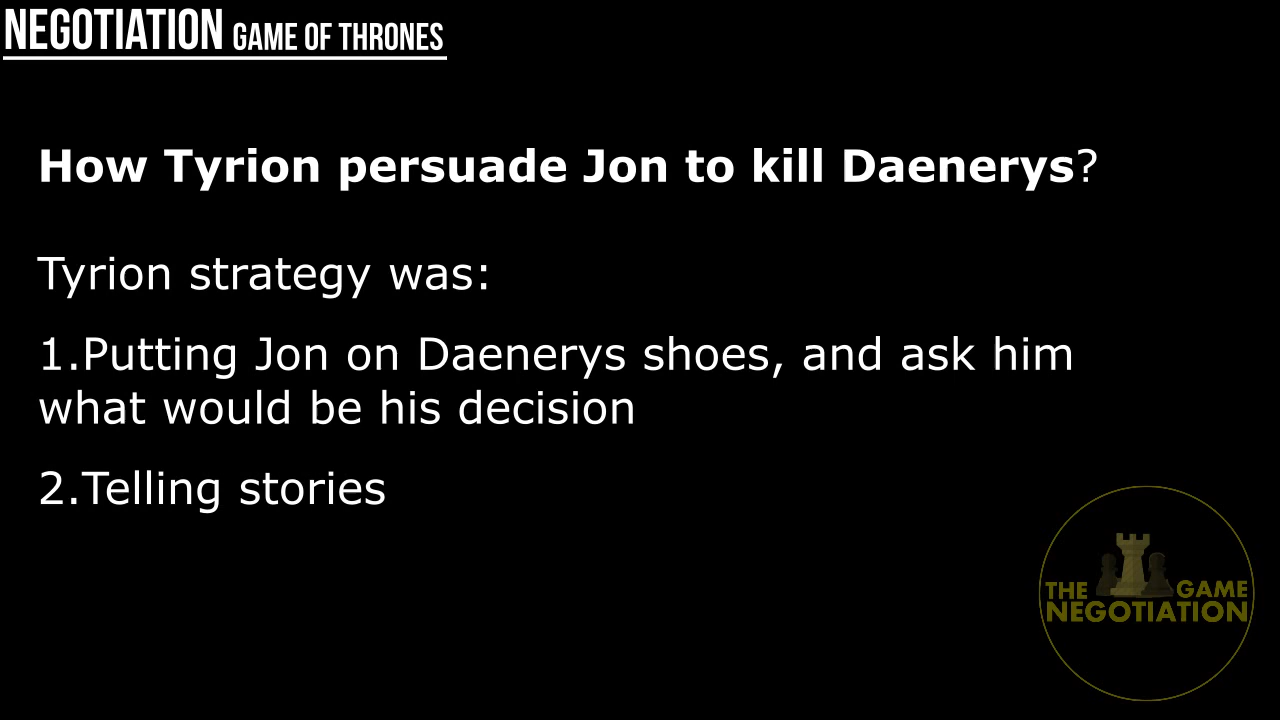 NEGOTIATION GAME OF THRONES
How Tyrion persuade Jon to kill Daenerys?
Tyrion strategy was:
1.Putting Jon on Daenerys shoes, and ask him
what would be his decision
2.Telling stories
THE GAME
NEGOTIATION